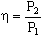 η = P₂/P₁